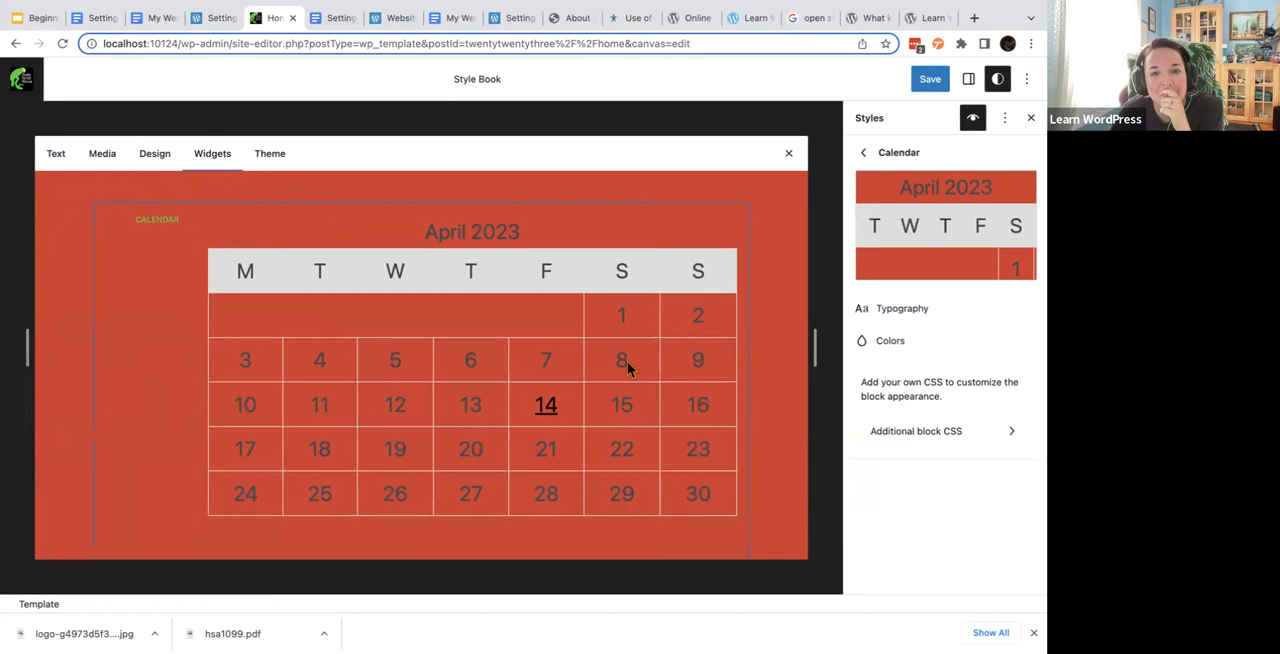 Beginn
Setting
My We
Setting
Hon
Setting
Website
My We
Setting
About
Use of
Online
Learn
open s
What i
Learn
localhost:10124/wp-admin/site-editor.php?postType=wp_template&postId=twentytwentythree%2F%2Fhome&canvas=edit
2
Style Book
Save
Learn WordPress
Text Media Design Widgets Theme
Styles
Calendar
CALENDAR
April 2023
M T W T F S S
1 2
3 4 5 6 7 8 9
10 11 12 13 14 15 16
17 18 19 20 21 22 23
24 25 26 27 28 29 30
April 2023
T W T F S
1
Aa Typography
Colors
Add your own CSS to customize the
block appearance.
Additional block CSS
Template
logo-g4973d5f3....jpg
hsa1099.pdf
Show All